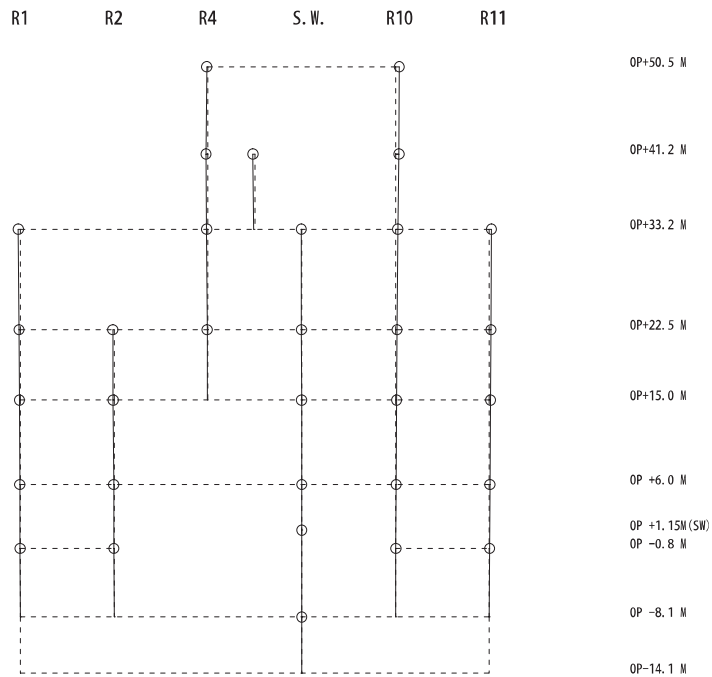 R1 R2 R4 S.W. R10 R11
OP+50.5 M
OP+41.2 M
OP+33.2 M
OP+22.5 M
OP+15.0 M
OP +6.0 M
OP +1.15M(SW)
OP -0.8 M
OP -8.1 M
OP-14.1 M